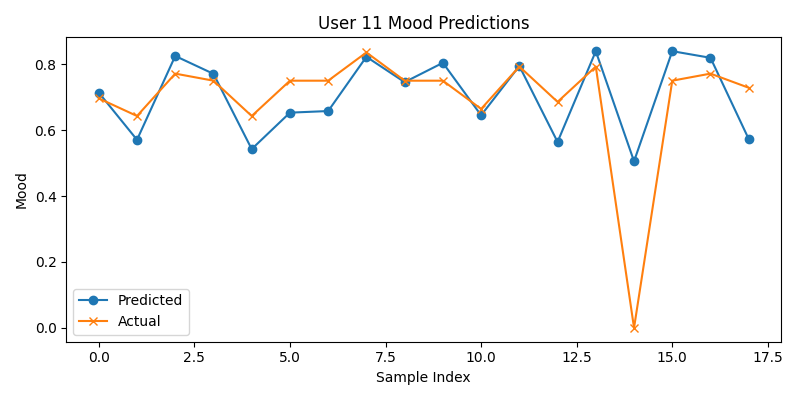 User 11 Mood Predictions
Mood
0.8
0.6
0.4
0.2
0.0
Predicted
Actual
0.0 2.5 5.0 7.5 10.0 12.5 15.0 17.5
Sample Index